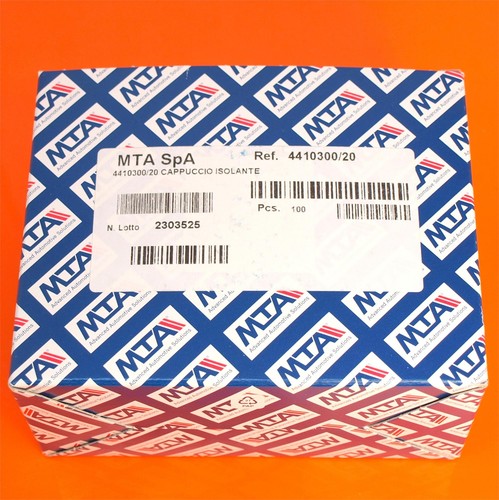 MTA SpA
Ref. 4410300/20
4410300/20 CAPPUCCIO ISOLANTE
Pcs. 100
N. Lotto 2303525
MTA
Advanced Automotive Solutions